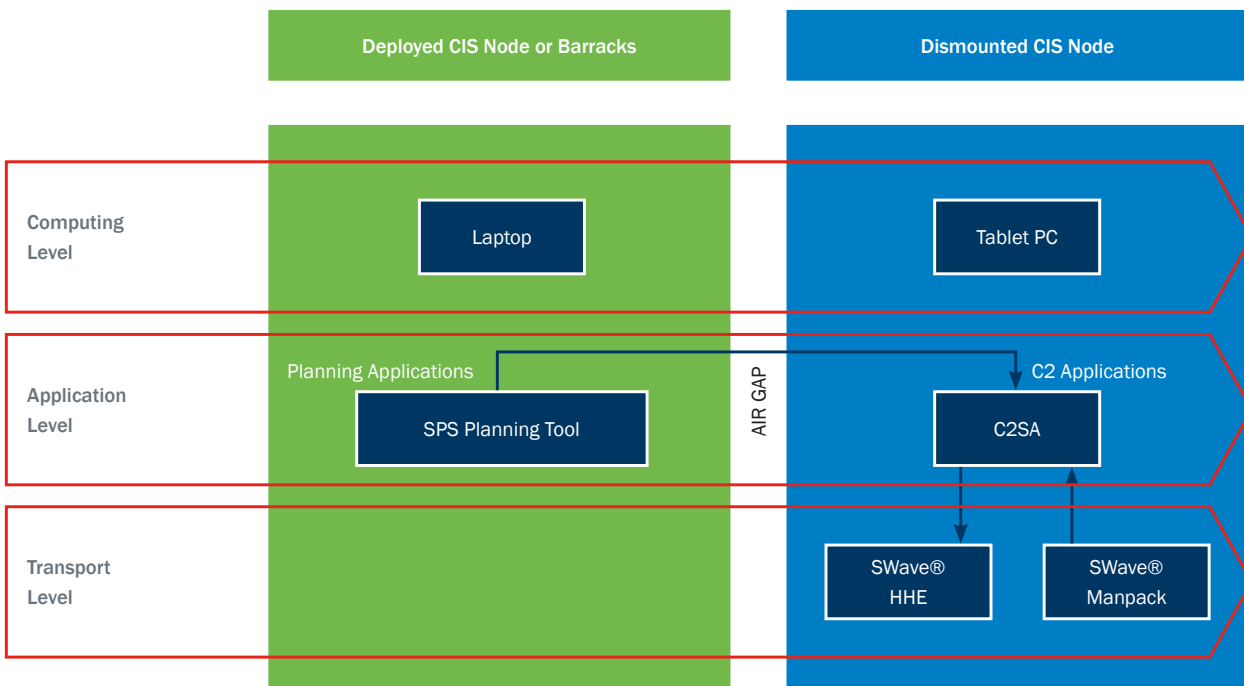 Deployed CIS Node or Barracks
Dismounted CIS Node
Computing
Level
Laptop
Tablet PC
Application
Level
Planning Applications
SPS Planning Tool
AIR GAP
C2 Applications
C2SA
Transport
Level
SWave®
HHE
SWave®
Manpack